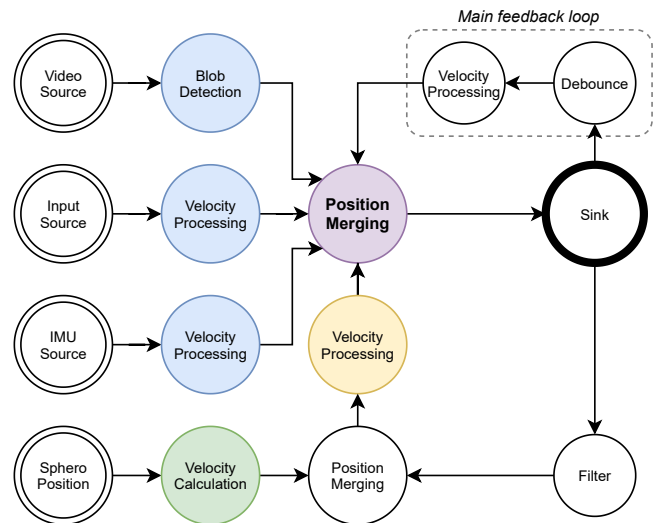 Main feedback loop
Video
Source
Blob
Detection
Velocity
Processing
Debounce
Input
Source
Velocity
Processing
Position
Merging
Sink
IMU
Source
Velocity
Processing
Velocity
Processing
Sphero
Position
Velocity
Calculation
Position
Merging
Filter